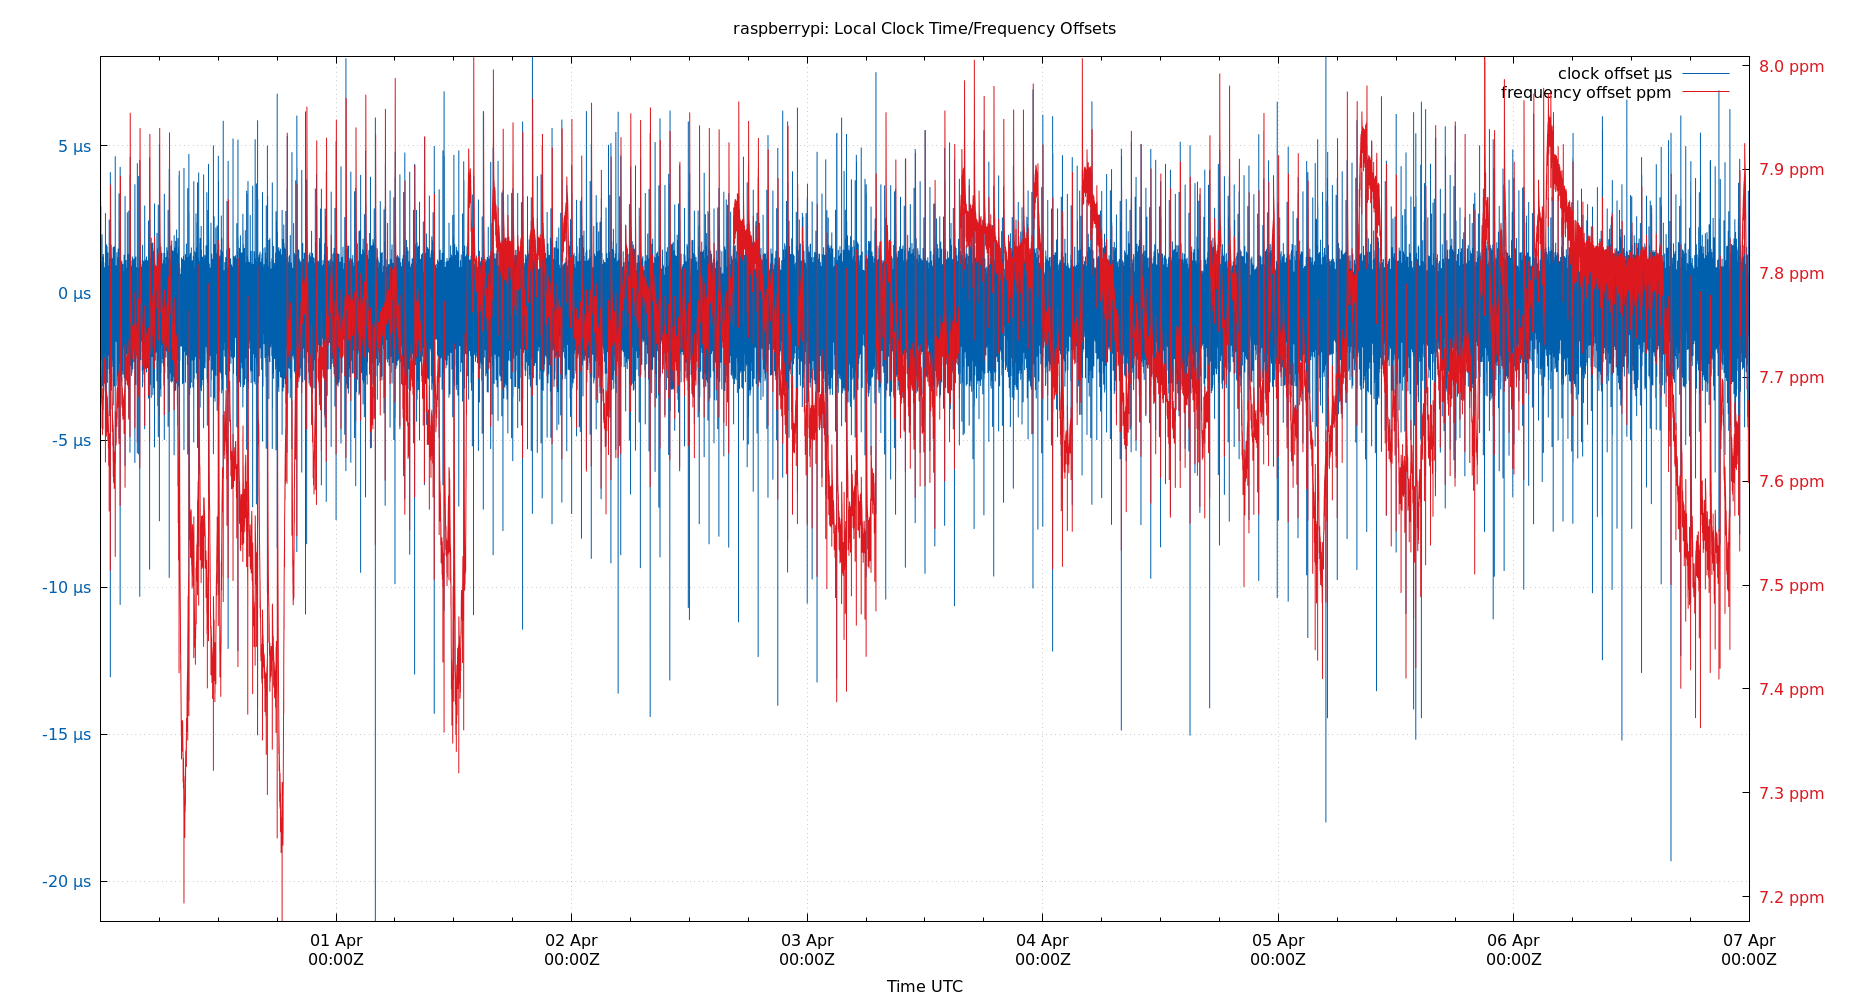 raspberrypi: Local Clock Time/Frequency Offsets
clock offset µs
frequency offset ppm
5 µs
0 µs
-5 µs
-10 µs
-15 µs
-20 µs
8.0 ppm
7.9 ppm
7.8 ppm
7.7 ppm
7.6 ppm
7.5 ppm
7.4 ppm
7.3 ppm
7.2 ppm
01 Apr
00:00Z
02 Apr
00:00Z
03 Apr
00:00Z
04 Apr
00:00Z
05 Apr
00:00Z
06 Apr
00:00Z
07 Apr
00:00Z
Time UTC